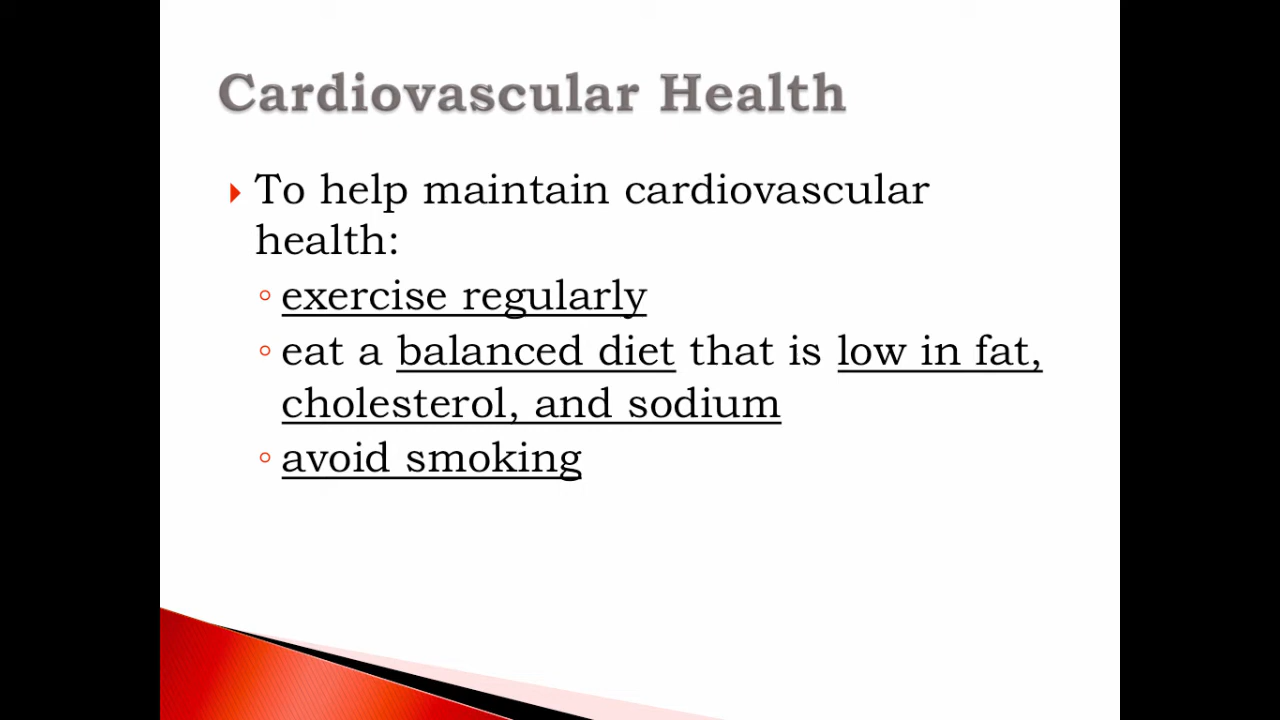 Cardiovascular Health
To help maintain cardiovascular
health:
exercise regularly
eat a balanced diet that is low in fat,
cholesterol, and sodium
avoid smoking